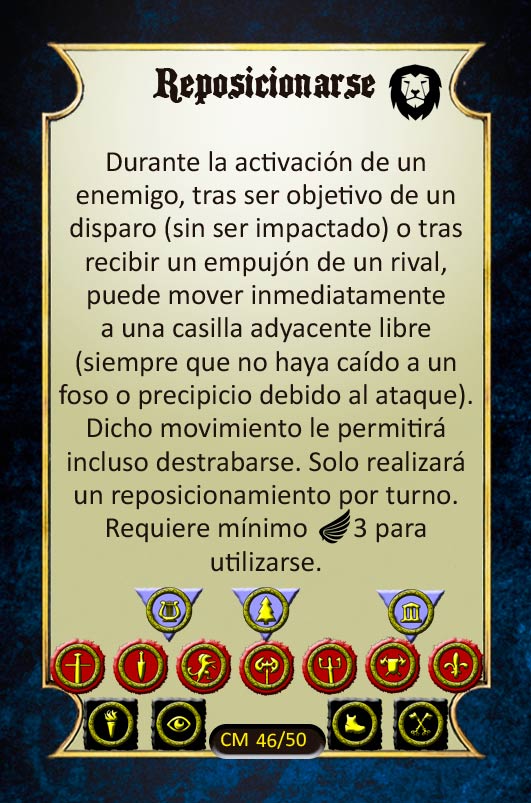 Reposicionarse
Durante la activación de un
enemigo, tras ser objetivo de un
disparo (sin ser impactado) o tras
recibir un empujón de un rival,
puede mover inmediatamente
a una casilla adyacente libre
(siempre que no haya caído a un
foso o precipicio debido al ataque).
Dicho movimiento le permitirá
incluso destrabarse. Solo realizará
un reposicionamiento por turno.
Requiere mínimo 3 para
utilizarse.
CM 46/50